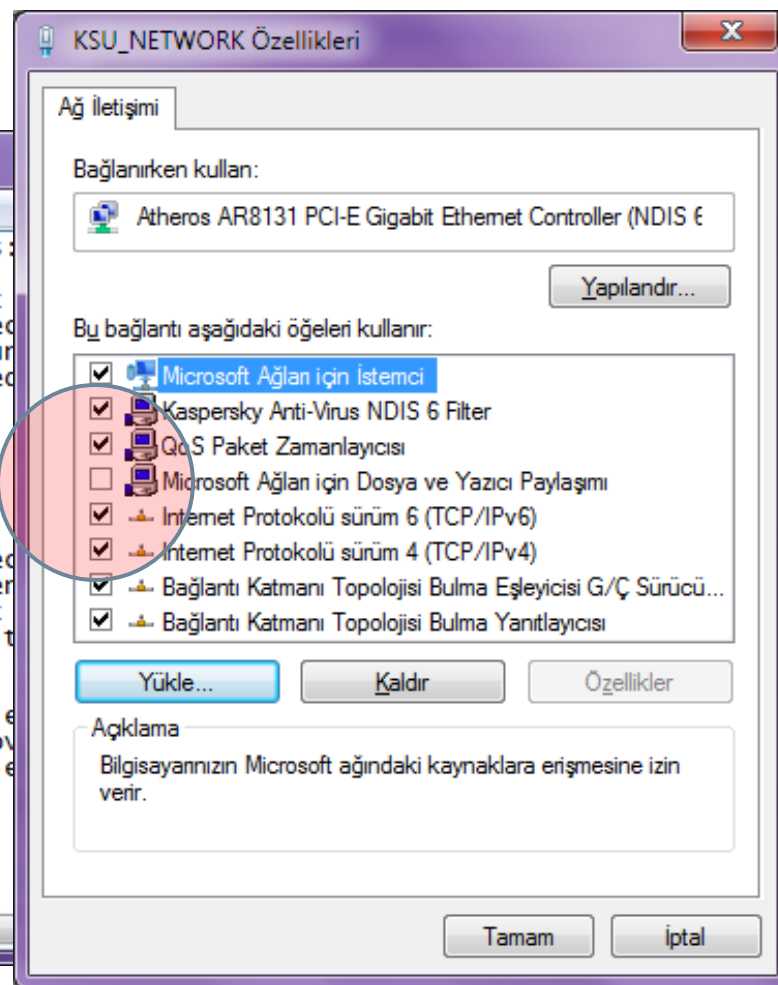 KSU_NETWORK Özellikleri
Ağ İletişimi
Bağlanırken kullan:
Atheros AR8131 PCI-E Gigabit Ethernet Controller (NDIS 6
Yapılandır...
Bu bağlantı aşağıdaki öğeleri kullanır:
Microsoft Ağları için İstemci
Kaspersky Anti-Virus NDIS 6 Filter
QoS Paket Zamanlayıcısı
Microsoft Ağları için Dosya ve Yazıcı Paylaşımı
Internet Protokolü sürüm 6 (TCP/IPv6)
Internet Protokolü sürüm 4 (TCP/IPv4)
Bağlantı Katmanı Topolojisi Bulma Eşleyicisi G/Ç Sürücü...
Bağlantı Katmanı Topolojisi Bulma Yanıtlayıcısı
Yükle...
Kaldır
Özellikler
Açıklama
Bilgisayarınızın Microsoft ağındaki kaynaklara erişmesine izin
verir.
Tamam
İptal